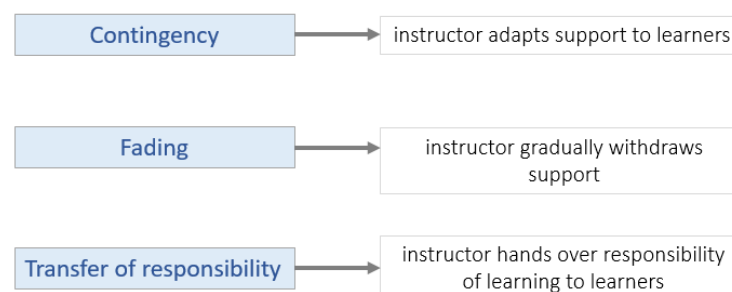 Contingency
instructor adapts support to learners
Fading
instructor gradually withdraws
support
Transfer of responsibility
instructor hands over responsibility
of learning to learners